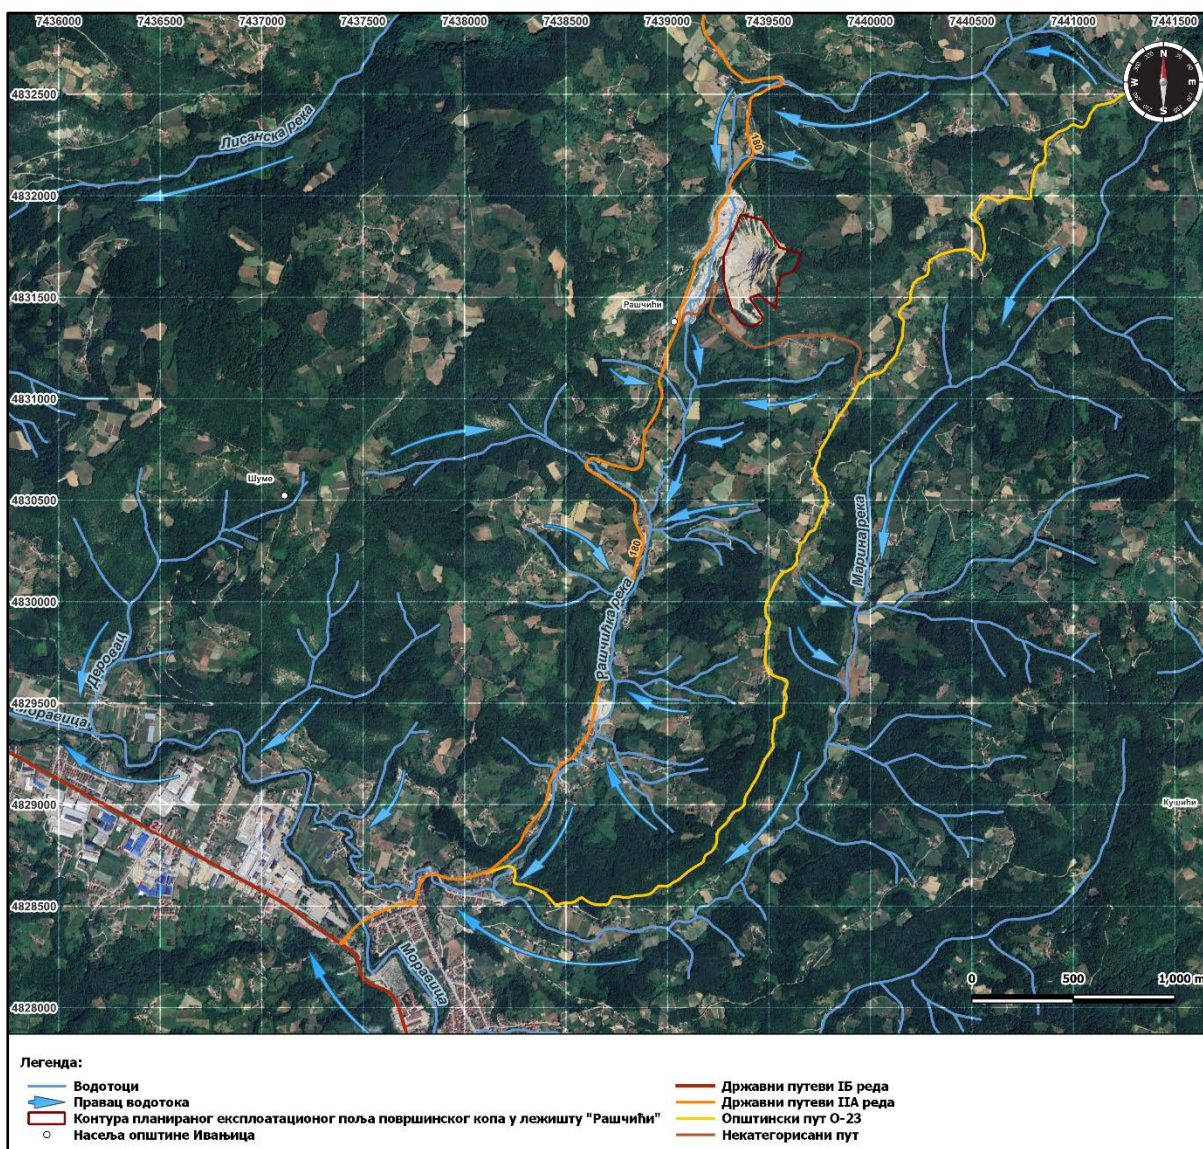 7436000 7436500 7437000 7437500 7438000 7438500 7439000 7439500 7440000 7440500 7441000 7441500
N
E
S
W
4832500
Лисанска река
180
4832000
4831500
Рашчићи
4831000
Шуме
4830500
180
Марина река
4830000
Рашчићка река
Деровац
4829500
Моравица
4829000
Кушићи
21
4828500
Моравица
0 500 1,000 m
4828000
Легенда:
Водотоци
Правац водотока
Контура планираног експлоатационог поља површинског копа у лежишту "Рашчићи"
Насеља општине Ивањица
Државни путеви IБ реда
Државни путеви IIА реда
Општински пут О-23
Некатегорисани пут